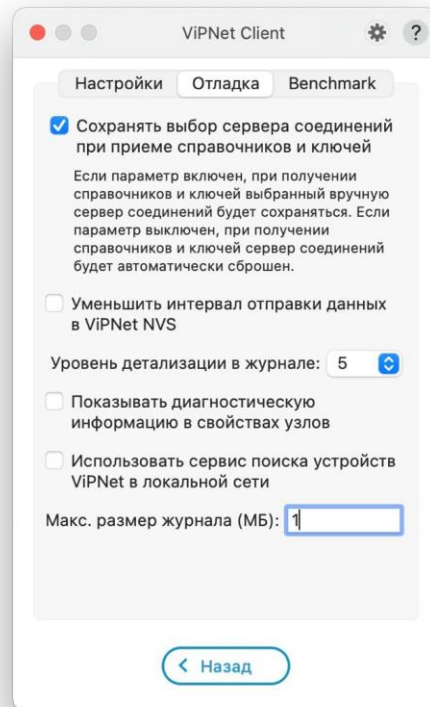 ViPNet Client
?
Настройки Отладка Benchmark
Сохранять выбор сервера соединений
при приеме справочников и ключей
Если параметр включен, при получении
справочников и ключей выбранный вручную
сервер соединений будет сохраняться. Если
параметр выключен, при получении
справочников и ключей сервер соединений
будет автоматически сброшен.
Уменьшить интервал отправки данных
в ViPNet NVS
Уровень детализации в журнале: 5
Показывать диагностическую
информацию в свойствах узлов
Использовать сервис поиска устройств
ViPNet в локальной сети
Макс. размер журнала (МБ): 1
Назад